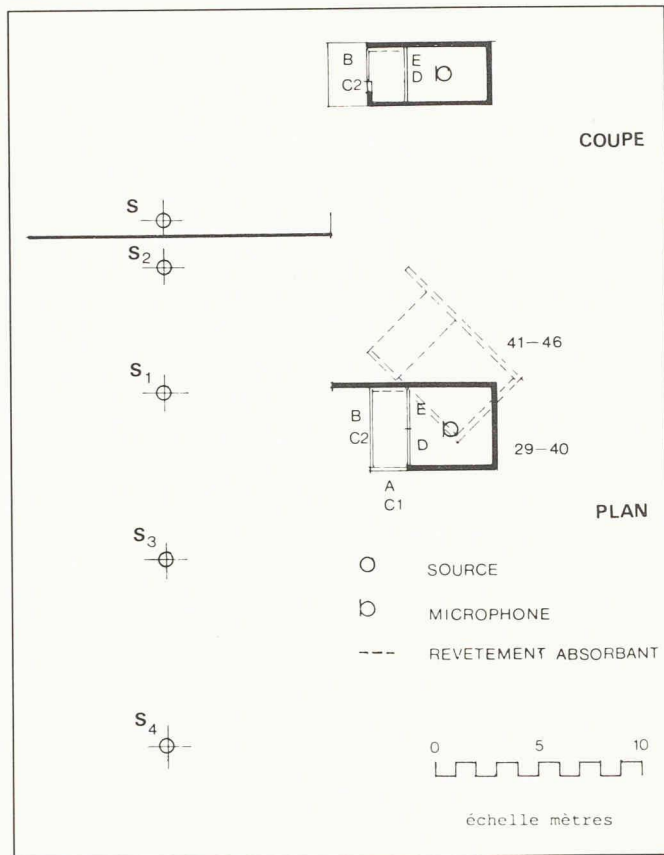 B E
C2 D
COUPE
S
S2
41-46
S1
B E
C2 D
29-40
A
C1
PLAN
S3
SOURCE
MICROPHONE
REVETEMENT ABSORBANT
S4
0 5 10
échelle mètres